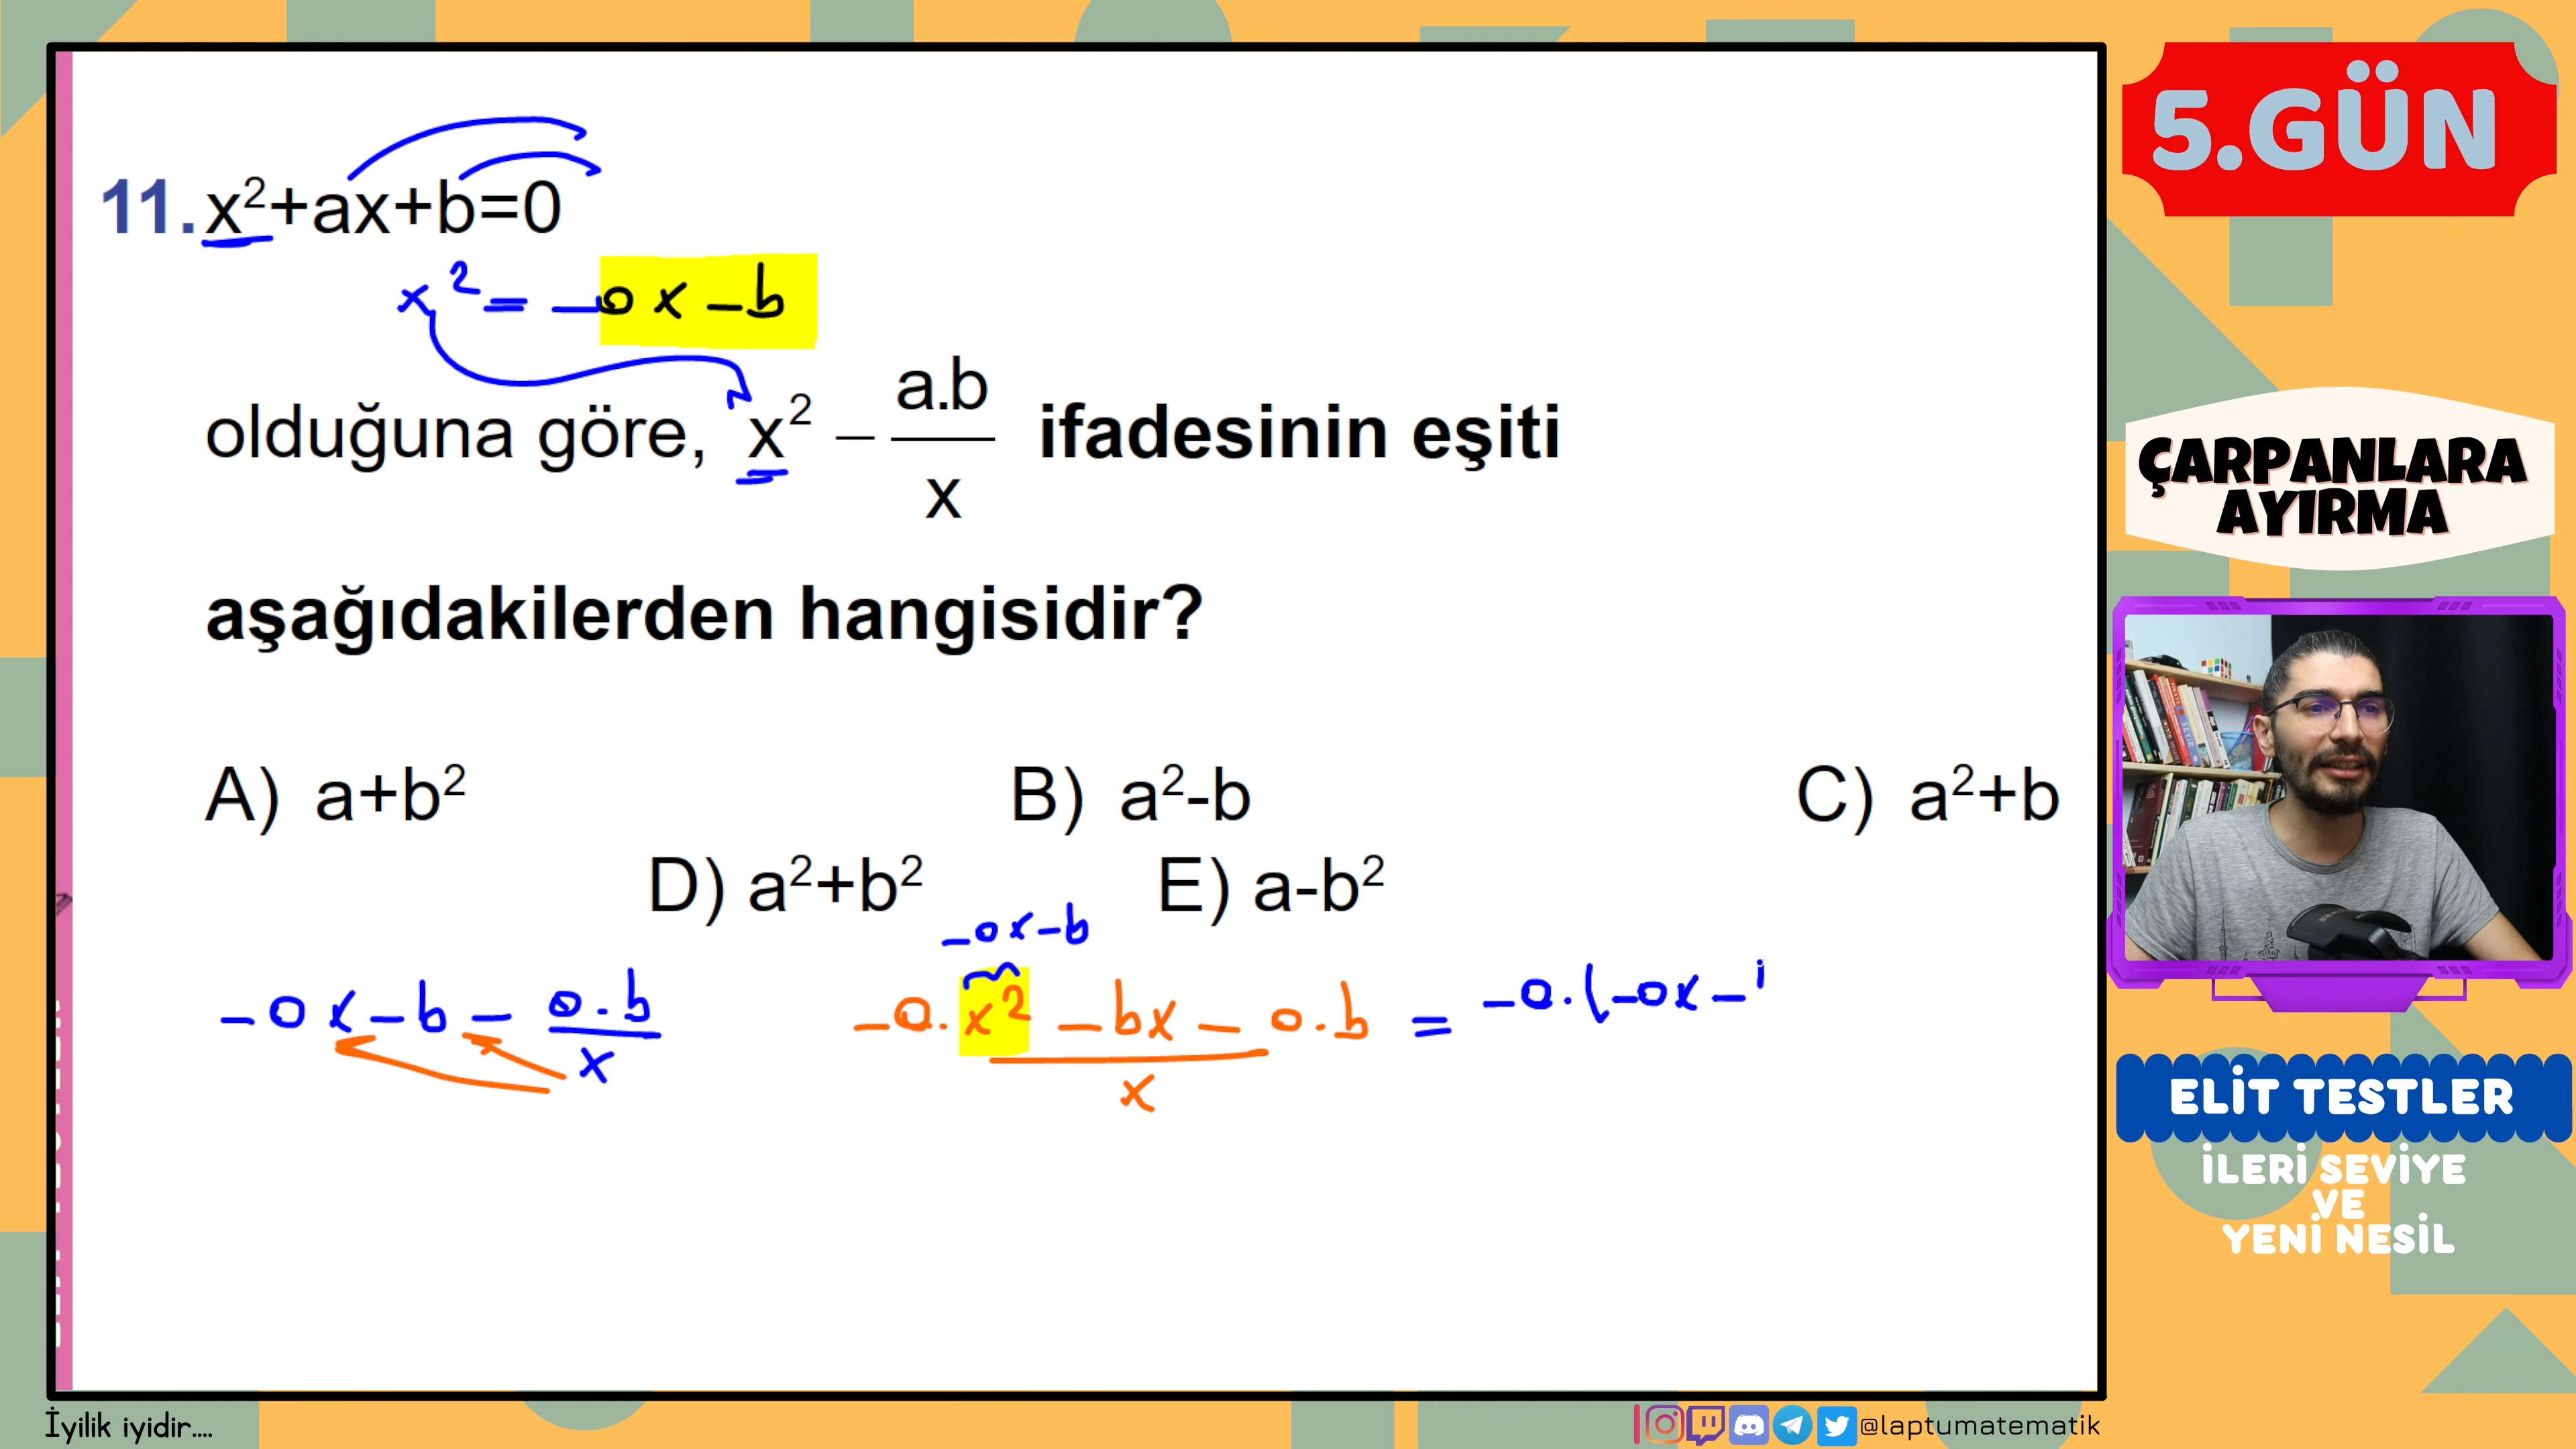 11. x²+ax+b=0
x² = -ax-b
olduğuna göre, x² - a.b/x ifadesinin eşiti
aşağıdakilerden hangisidir?
A) a+b²
B) a²-b
C) a²+b
D) a²+b²
E) a-b²
-ax-b
-ax-b - a.b/x
-a.x² - bx - a.b / x = -a.(-ax-
5.GÜN
ÇARPANLARA
AYIRMA
ELİT TESTLER
İLERİ SEVİYE
VE
YENİ NESİL
İyilik iyidir....
@laptumatematik